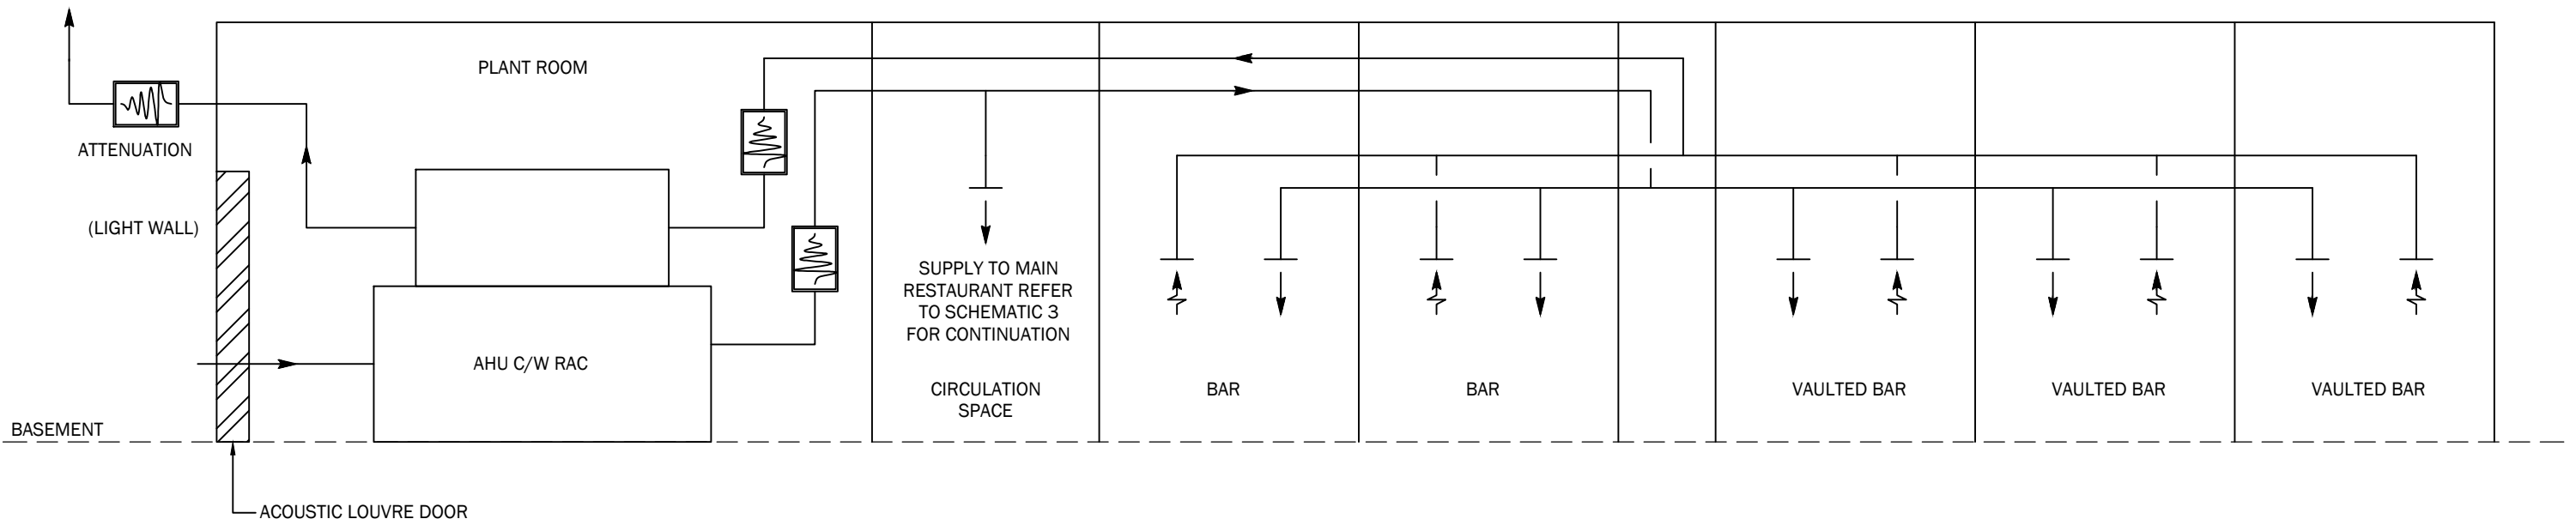 PLANT ROOM
ATTENUATION
(LIGHT WALL)
SUPPLY TO MAIN
RESTAURANT REFER
TO SCHEMATIC 3
FOR CONTINUATION
AHU C/W RAC
CIRCULATION
SPACE
BAR
BAR
VAULTED BAR
VAULTED BAR
VAULTED BAR
BASEMENT
ACOUSTIC LOUVRE DOOR